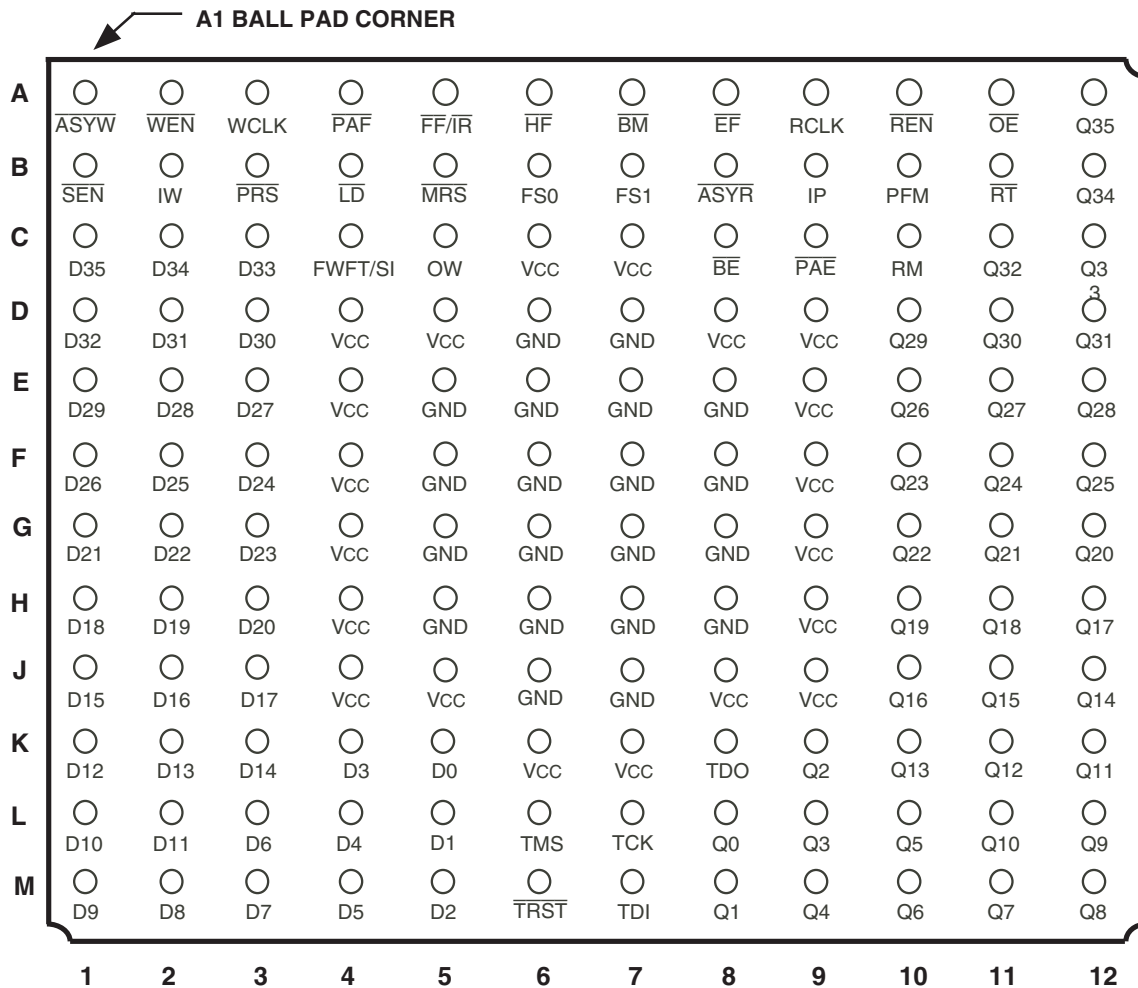 A1 BALL PAD CORNER
A
ASYW WEN WCLK PAF FF/IR HF BM EF RCLK REN OE Q35
B
SEN IW PRS LD MRS FS0 FS1 ASYR IP PFM RT Q34
C
D35 D34 D33 FWFT/SI OW VCC VCC BE PAE RM Q32 Q3
3
D
D32 D31 D30 VCC VCC GND GND VCC VCC Q29 Q30 Q31
E
D29 D28 D27 VCC GND GND GND GND VCC Q26 Q27 Q28
F
D26 D25 D24 VCC GND GND GND GND VCC Q23 Q24 Q25
G
D21 D22 D23 VCC GND GND GND GND VCC Q22 Q21 Q20
H
D18 D19 D20 VCC GND GND GND GND VCC Q19 Q18 Q17
J
D15 D16 D17 VCC VCC GND GND VCC VCC Q16 Q15 Q14
K
D12 D13 D14 D3 D0 VCC VCC TDO Q2 Q13 Q12 Q11
L
D10 D11 D6 D4 D1 TMS TCK Q0 Q3 Q5 Q10 Q9
M
D9 D8 D7 D5 D2 TRST TDI Q1 Q4 Q6 Q7 Q8
1 2 3 4 5 6 7 8 9 10 11 12